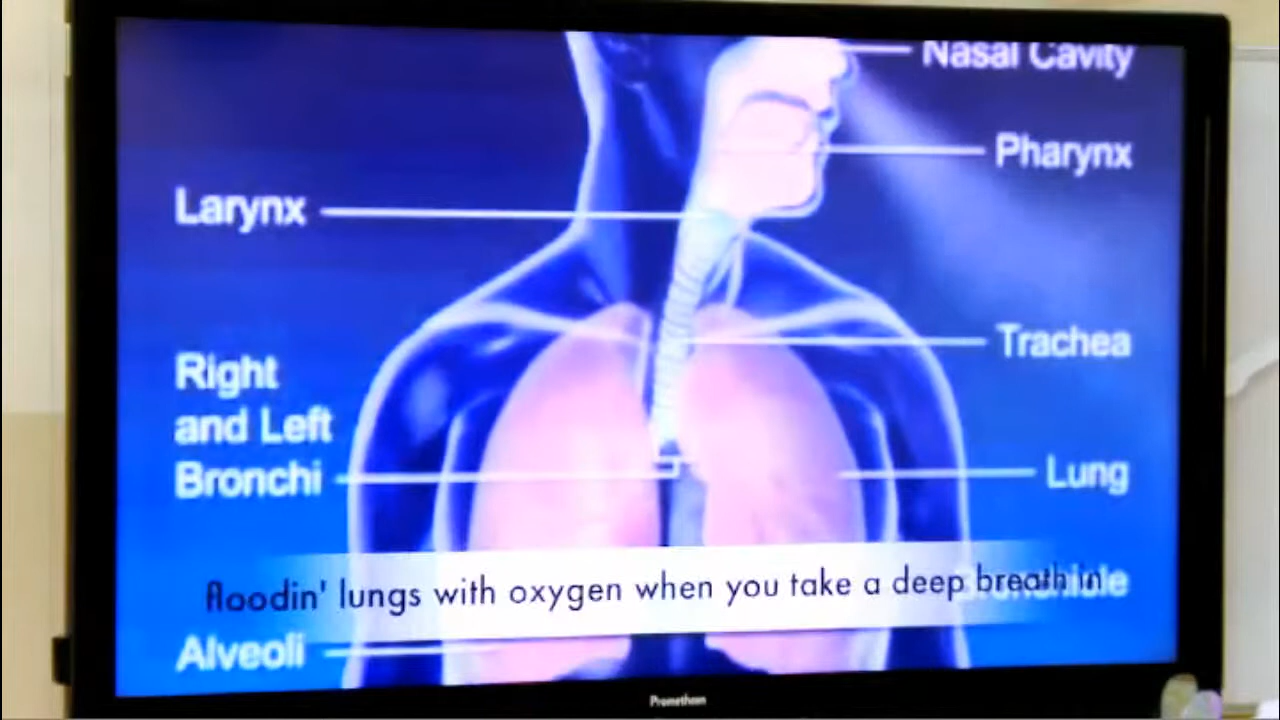 Nasal Cavity
Pharynx
Larynx
Trachea
Right
and Left
Bronchi
Lung
floodin' lungs with oxygen when you take a deep breath in
Alveoli
Promethean